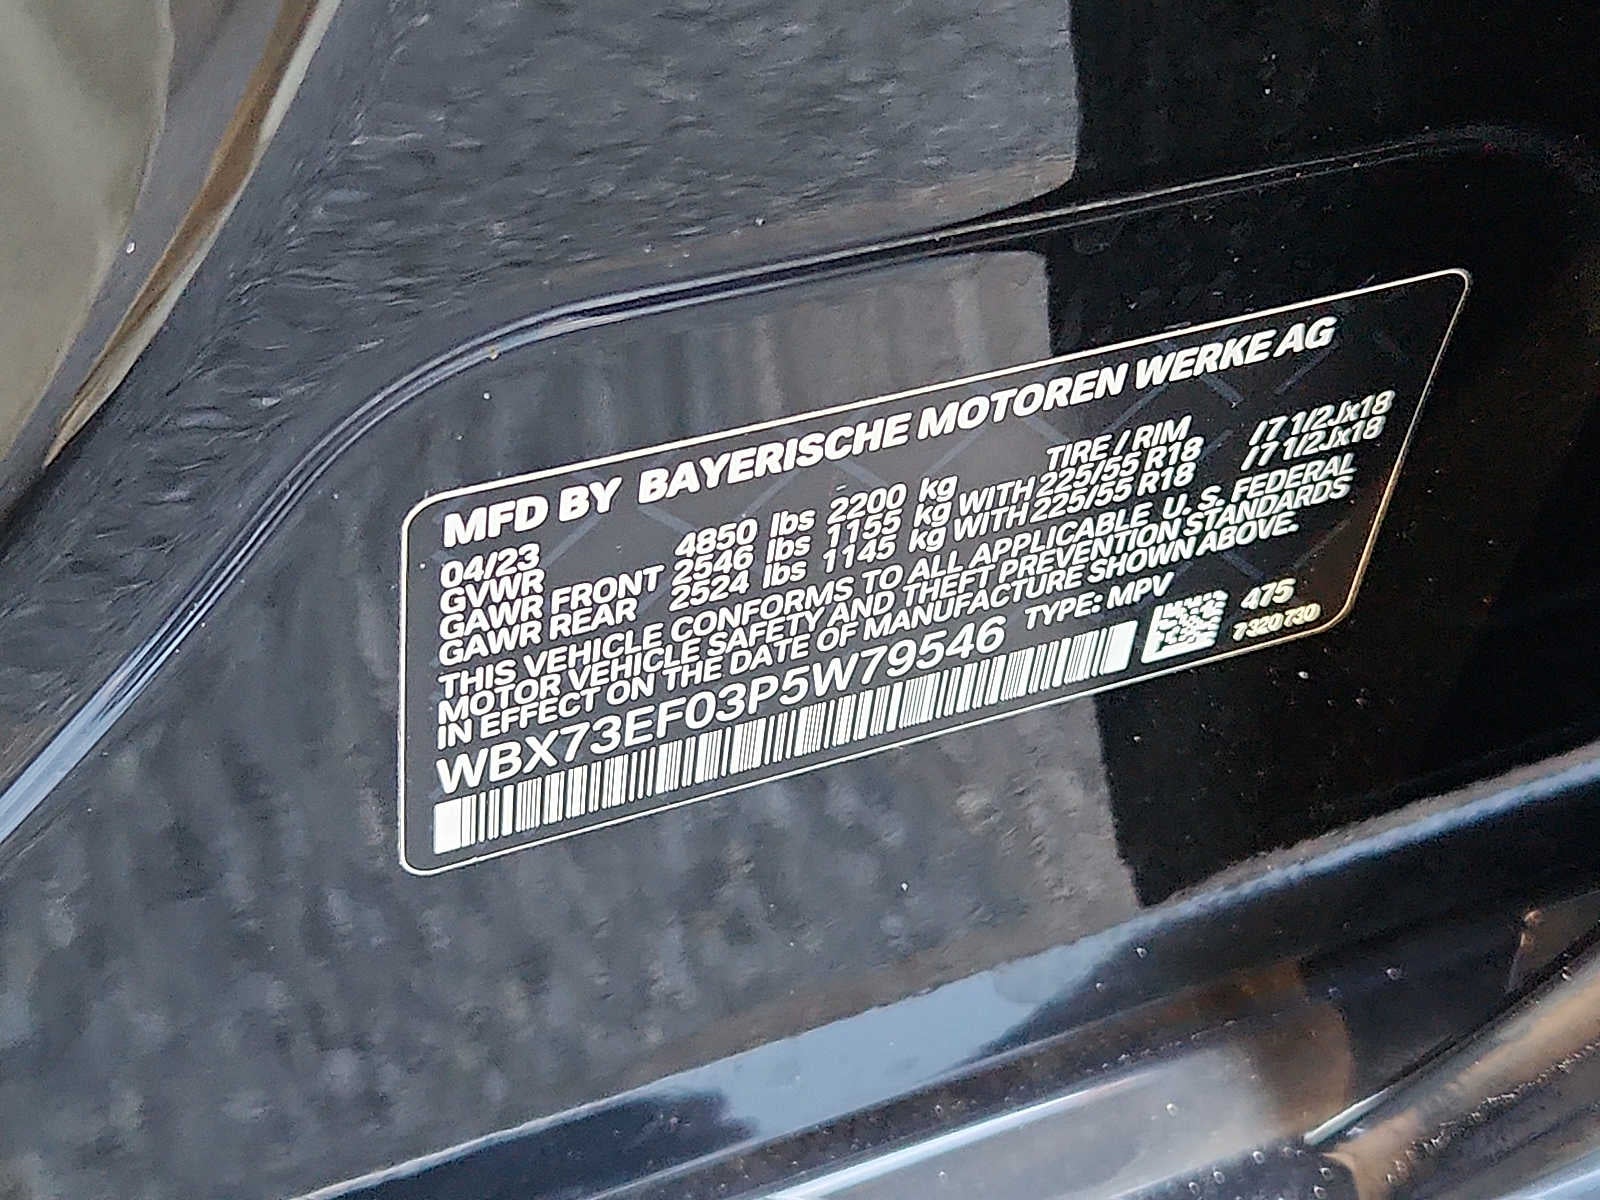 MFD BY BAYERISCHE MOTOREN WERKE AG
04/23 TIRE / RIM
GVWR 4850 lbs 2200 kg
GAWR FRONT 2546 lbs 1155 kg WITH 225/55 R18 /7 1/2Jx18
GAWR REAR 2524 lbs 1145 kg WITH 225/55 R18 /7 1/2Jx18
THIS VEHICLE CONFORMS TO ALL APPLICABLE U. S. FEDERAL
MOTOR VEHICLE SAFETY AND THEFT PREVENTION STANDARDS
IN EFFECT ON THE DATE OF MANUFACTURE SHOWN ABOVE.
WBX73EF03P5W79546 TYPE: MPV
475
7320730